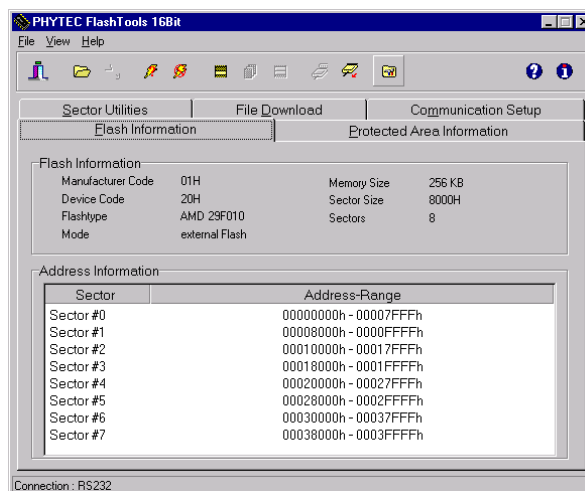 PHYTEC FlashTools 16Bit
File View Help
Sector Utilities File Download Communication Setup
Flash Information Protected Area Information
Flash Information
Manufacturer Code 01H Memory Size 256 KB
Device Code 20H Sector Size 8000H
Flashtype AMD 29F010 Sectors 8
Mode external Flash
Address Information
Sector Address-Range
Sector #0 00000000h - 00007FFFh
Sector #1 00008000h - 0000FFFFh
Sector #2 00010000h - 00017FFFh
Sector #3 00018000h - 0001FFFFh
Sector #4 00020000h - 00027FFFh
Sector #5 00028000h - 0002FFFFh
Sector #6 00030000h - 00037FFFh
Sector #7 00038000h - 0003FFFFh
Connection : RS232